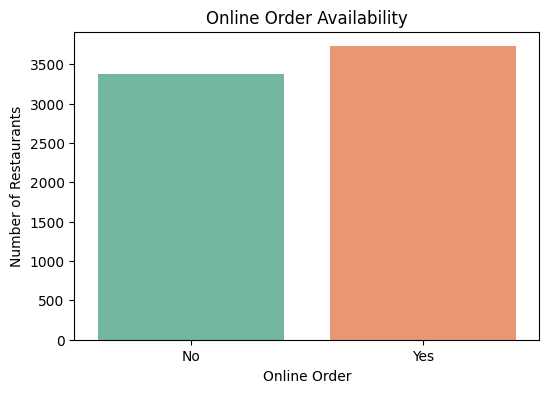 Online Order Availability
Number of Restaurants
3500
3000
2500
2000
1500
1000
500
0
No
Yes
Online Order